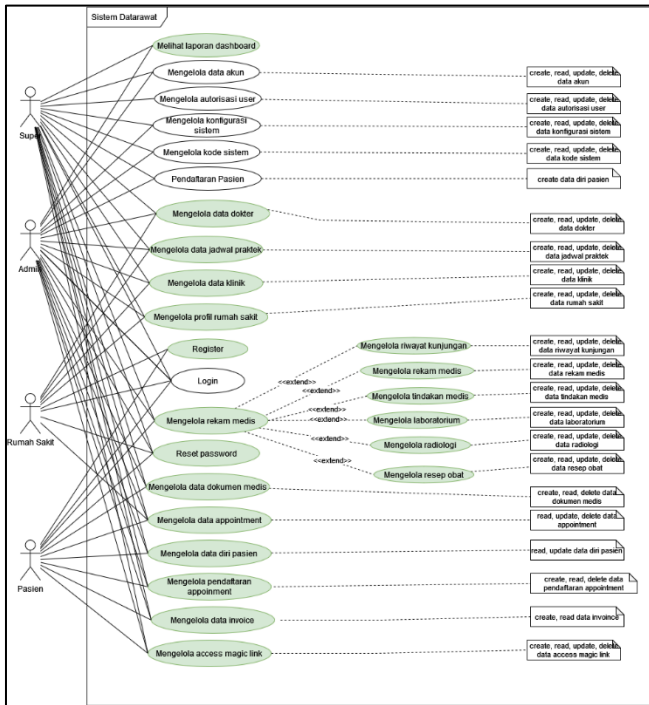 Sistem Datarawat
Melihat laporan dashboard
Mengelola data akun
create, read, update, delete
data akun
Mengelola autorisasi user
create, read, update, delete
data autorisasi user
Super
Mengelola konfigurasi
sistem
create, read, update, delete
data konfigurasi sistem
Mengelola kode sistem
create, read, update, delete
data kode sistem
Pendaftaran Pasien
create data diri pasien
Mengelola data dokter
create, read, update, delete
data dokter
Admin
Mengelola data jadwal praktek
create, read, update, delete
data jadwal praktek
Mengelola data klinik
create, read, update, delete
data klinik
Mengelola profil rumah sakit
create, read, update, delete
data rumah sakit
Register
Mengelola riwayat kunjungan
create, read, update, delete
data riwayat kunjungan
Login
<<extend>>
Mengelola rekam medis
create, read, update, delete
data rekam medis
<<extend>>
Mengelola tindakan medis
create, read, update, delete
data tindakan medis
Rumah Sakit
Mengelola rekam medis
<<extend>>
<<extend>>
Mengelola laboratorium
create, read, update, delete
data laboratorium
<<extend>>
Mengelola radiologi
create, read, update, delete
data radiologi
Reset password
<<extend>>
Mengelola resep obat
create, read, update, delete
data resep obat
Mengelola data dokumen medis
create, read, delete data
dokumen medis
Mengelola data appointment
read, update, delete data
appointment
Pasien
Mengelola data diri pasien
read, update data diri pasien
Mengelola pendaftaran
appoinment
create, read, delete data
pendaftaran appointment
Mengelola data invoice
create, read data invoince
Mengelola access magic link
create, read, update, delete
data access magic link